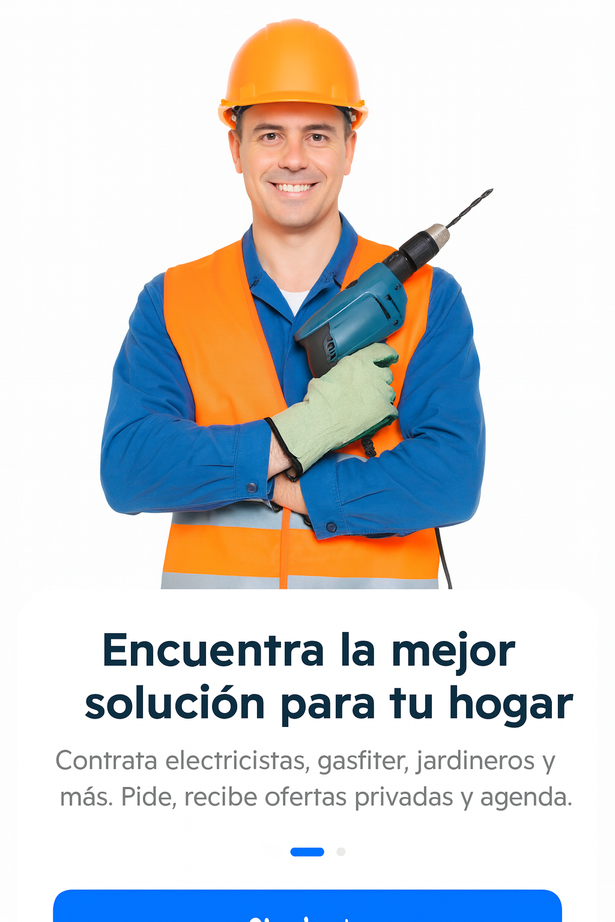 Encuentra la mejor
solución para tu hogar
Contrata electricistas, gasfiter, jardineros y
más. Pide, recibe ofertas privadas y agenda.